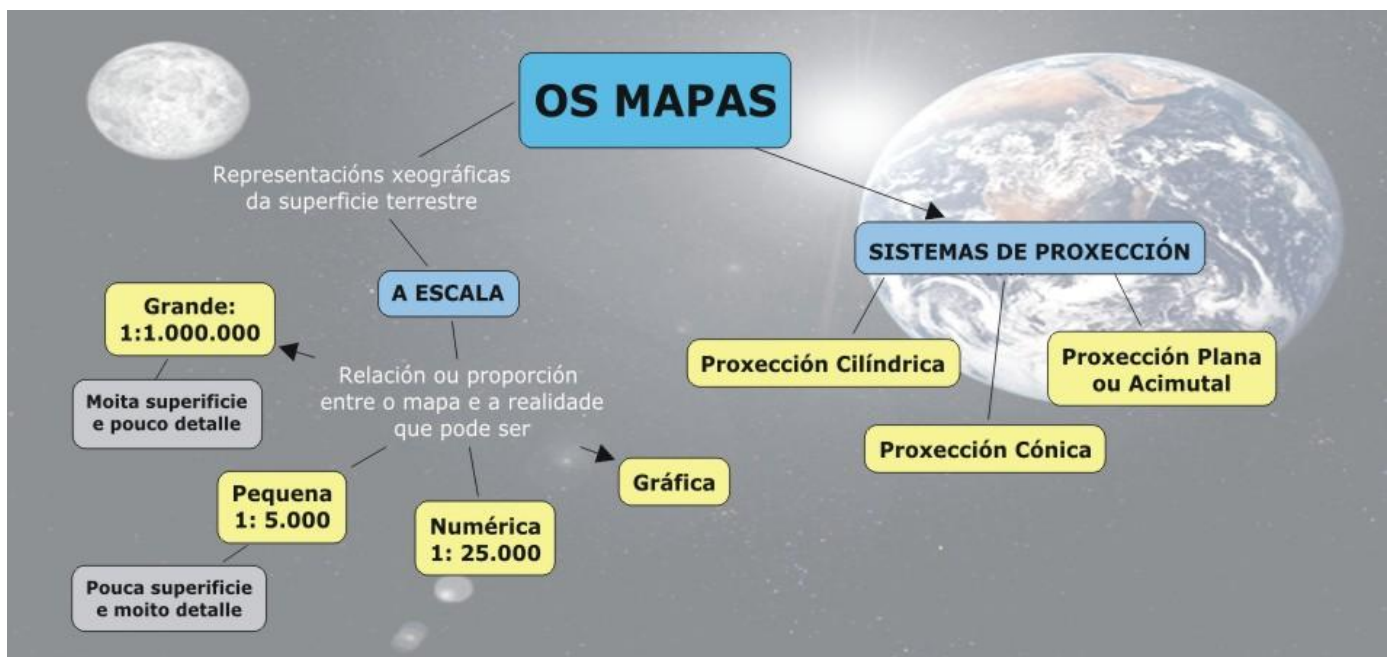 OS MAPAS
Representacións xeográficas
da superficie terrestre
SISTEMAS DE PROXECCIÓN
A ESCALA
Grande:
1:1.000.000
Moita superificie
e pouco detalle
Relación ou proporción
entre o mapa e a realidade
que pode ser
Pequena
1: 5.000
Pouca superificie
e moito detalle
Numérica
1: 25.000
Gráfica
Proxección Cilíndrica
Proxección Cónica
Proxección Plana
ou Acimutal